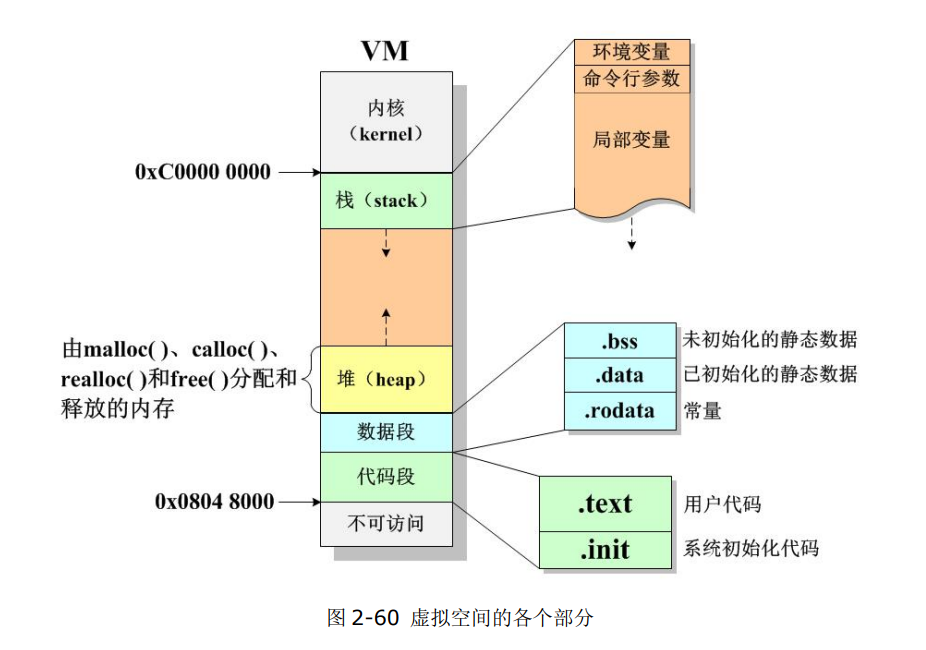 VM
内核
（kernel）
0xC0000 0000
栈（stack）
环境变量
命令行参数
局部变量
由malloc( )、calloc( )、
realloc( )和free( )分配和
释放的内存
堆（heap）
数据段
代码段
0x0804 8000
不可访问
.bss
未初始化的静态数据
.data
已初始化的静态数据
.rodata
常量
.text
用户代码
.init
系统初始化代码
图 2-60 虚拟空间的各个部分